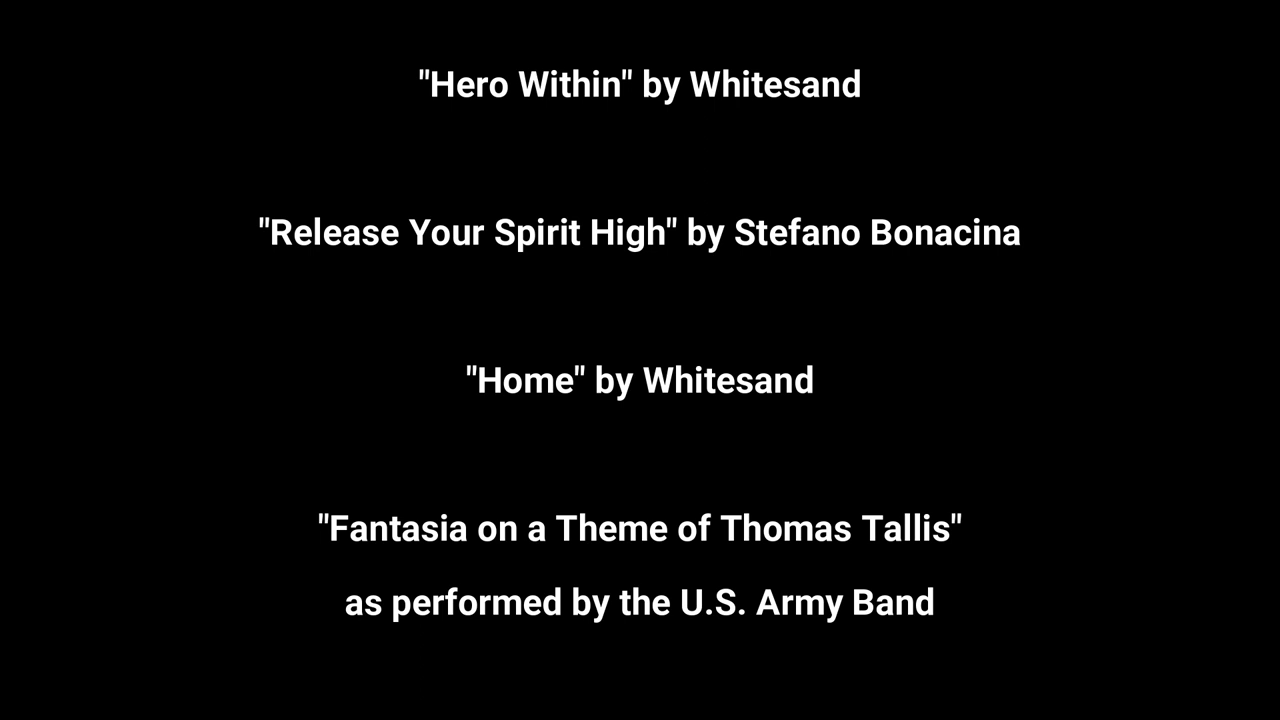 "Hero Within" by Whitesand
"Release Your Spirit High" by Stefano Bonacina
"Home" by Whitesand
"Fantasia on a Theme of Thomas Tallis"
as performed by the U.S. Army Band